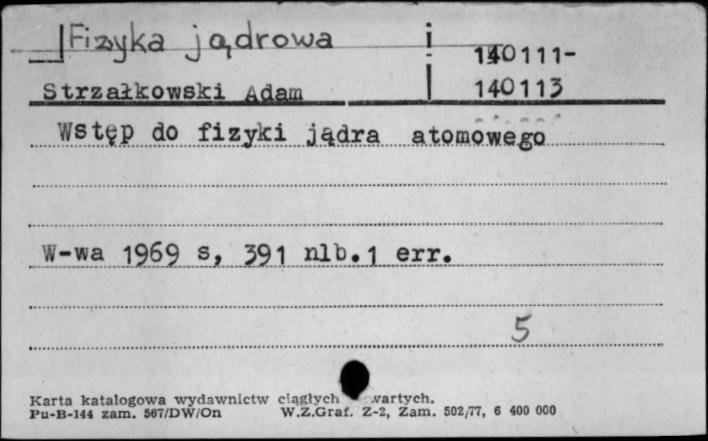 Fizyka jądrowa
140111-
Strzałkowski Adam 140113
Wstęp do fizyki jądra atomowego
W-wa 1969 s, 391 nlb.1 err.
5
Karta katalogowa wydawnictw ciągłych wartych.
Pu-B-144 zam. 567/DW/On W.Z.Graf. Z-2, Zam. 502/77, 6 400 000